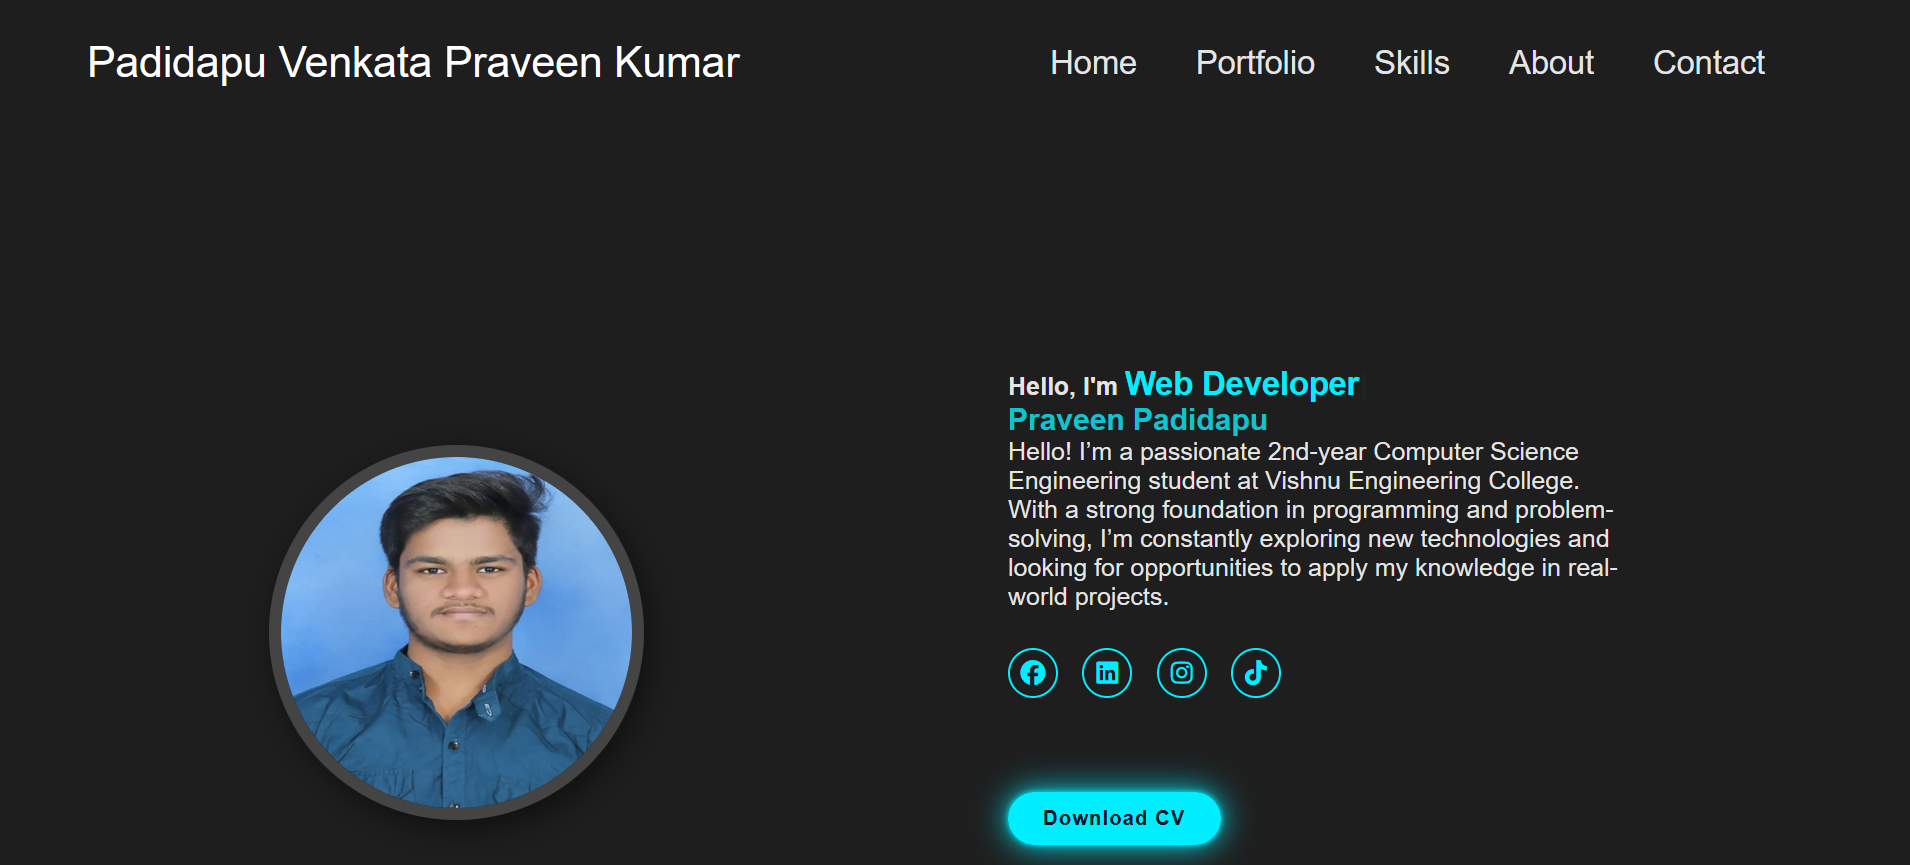 Padidapu Venkata Praveen Kumar
Home Portfolio Skills About Contact
Hello, I'm Web Developer
Praveen Padidapu
Hello! I’m a passionate 2nd-year Computer Science
Engineering student at Vishnu Engineering College.
With a strong foundation in programming and problem-
solving, I’m constantly exploring new technologies and
looking for opportunities to apply my knowledge in real-
world projects.
Download CV